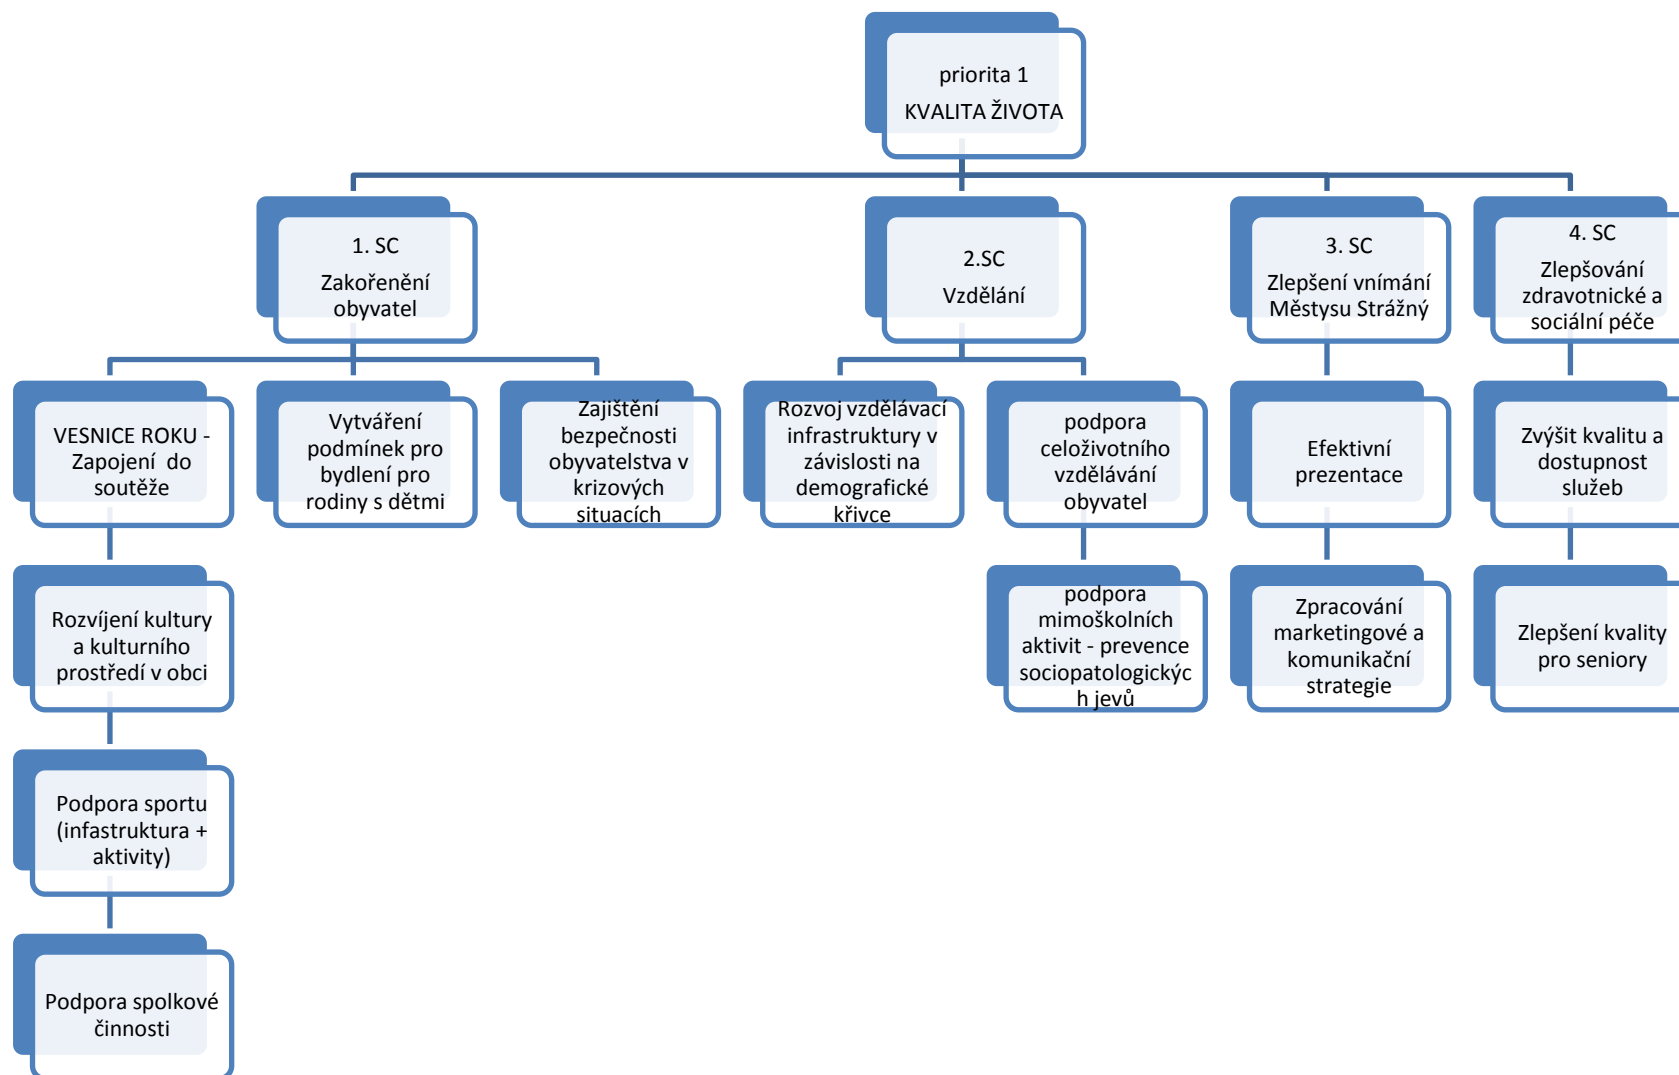 priorita 1
KVALITA ŽIVOTA
1. SC
Zakořenění
obyvatel
2.SC
Vzdělání
3. SC
Zlepšení vnímání
Městysu Strážný
4. SC
Zlepšování
zdravotnické a
sociální péče
VESNICE ROKU -
Zapojení do
soutěže
Vytváření
podmínek pro
bydlení pro
rodiny s dětmi
Zajištění
bezpečnosti
obyvatelstva v
krizových
situacích
Rozvoj vzdělávací
infrastruktury v
závislosti na
demografické
křivce
podpora
celoživotního
vzdělávání
obyvatel
Efektivní
prezentace
Zvýšit kvalitu a
dostupnost
služeb
Rozvíjení kultury
a kulturního
prostředí v obci
podpora
mimoškolních
aktivit - prevence
sociopatologickýc
h jevů
Zpracování
marketingové a
komunikační
strategie
Zlepšení kvality
pro seniory
Podpora sportu
(infastruktura +
aktivity)
Podpora spolkové
činnosti